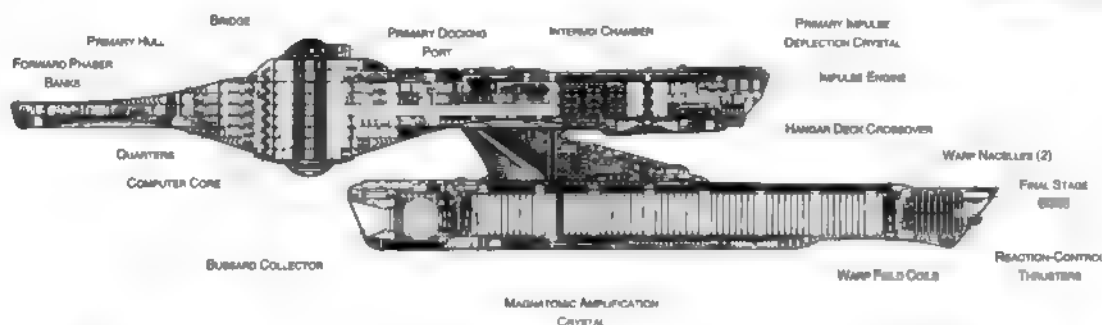 BRIDGE
PRIMARY HULL
FORWARD PHASER
BANKS
PRIMARY DOCKING
PORT
INTERMIX CHAMBER
PRIMARY IMPULSE
DEFLECTION CRYSTAL
IMPULSE ENGINE
HANGAR DECK CROSSOVER
WARP NACELLES (2)
FINAL STAGE
QUARTERS
COMPUTER CORE
BUSSARD COLLECTOR
WARP FIELD COILS
REACTION-CONTROL
THRUSTERS
MAGNATOMIC AMPLIFICATION
CRYSTAL